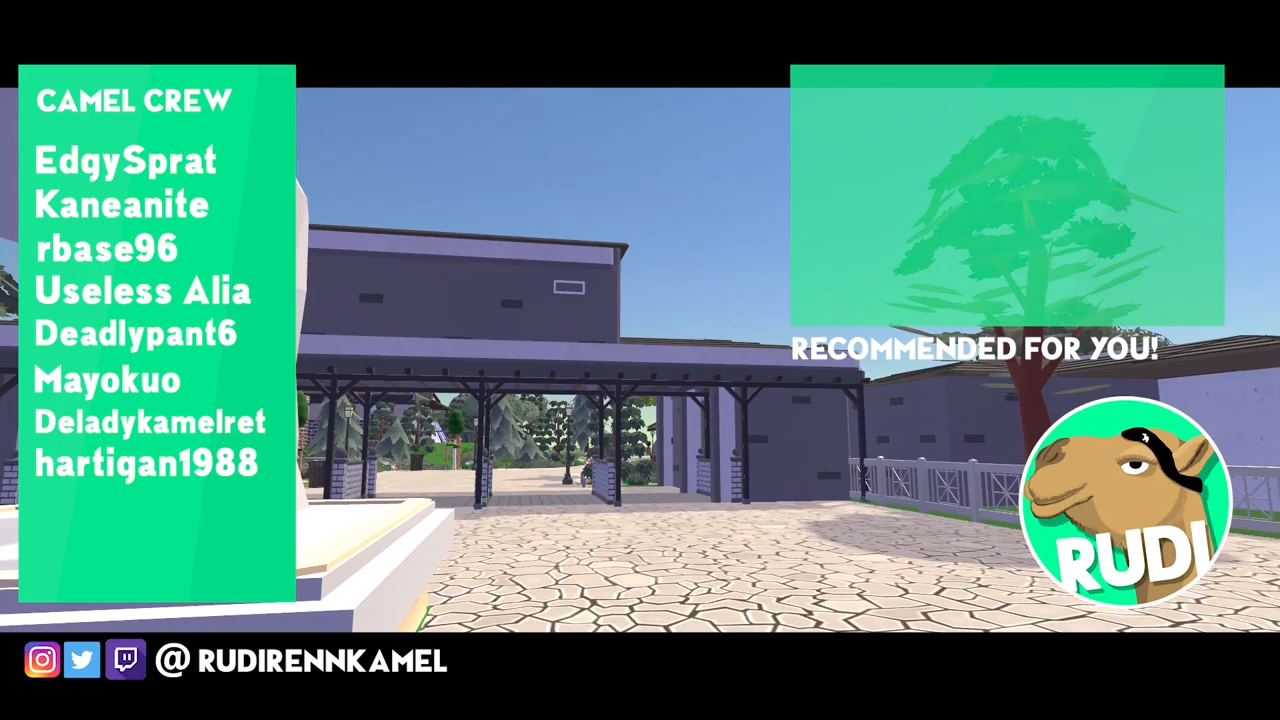 CAMEL CREW
EdgySprat
Kaneanite
rbase96
Useless Alia
Deadlypant6
Mayokuo
Deladykamelret
hartigan1988
RECOMMENDED FOR YOU!
RUDI
@ RUDIRENNKAMEL